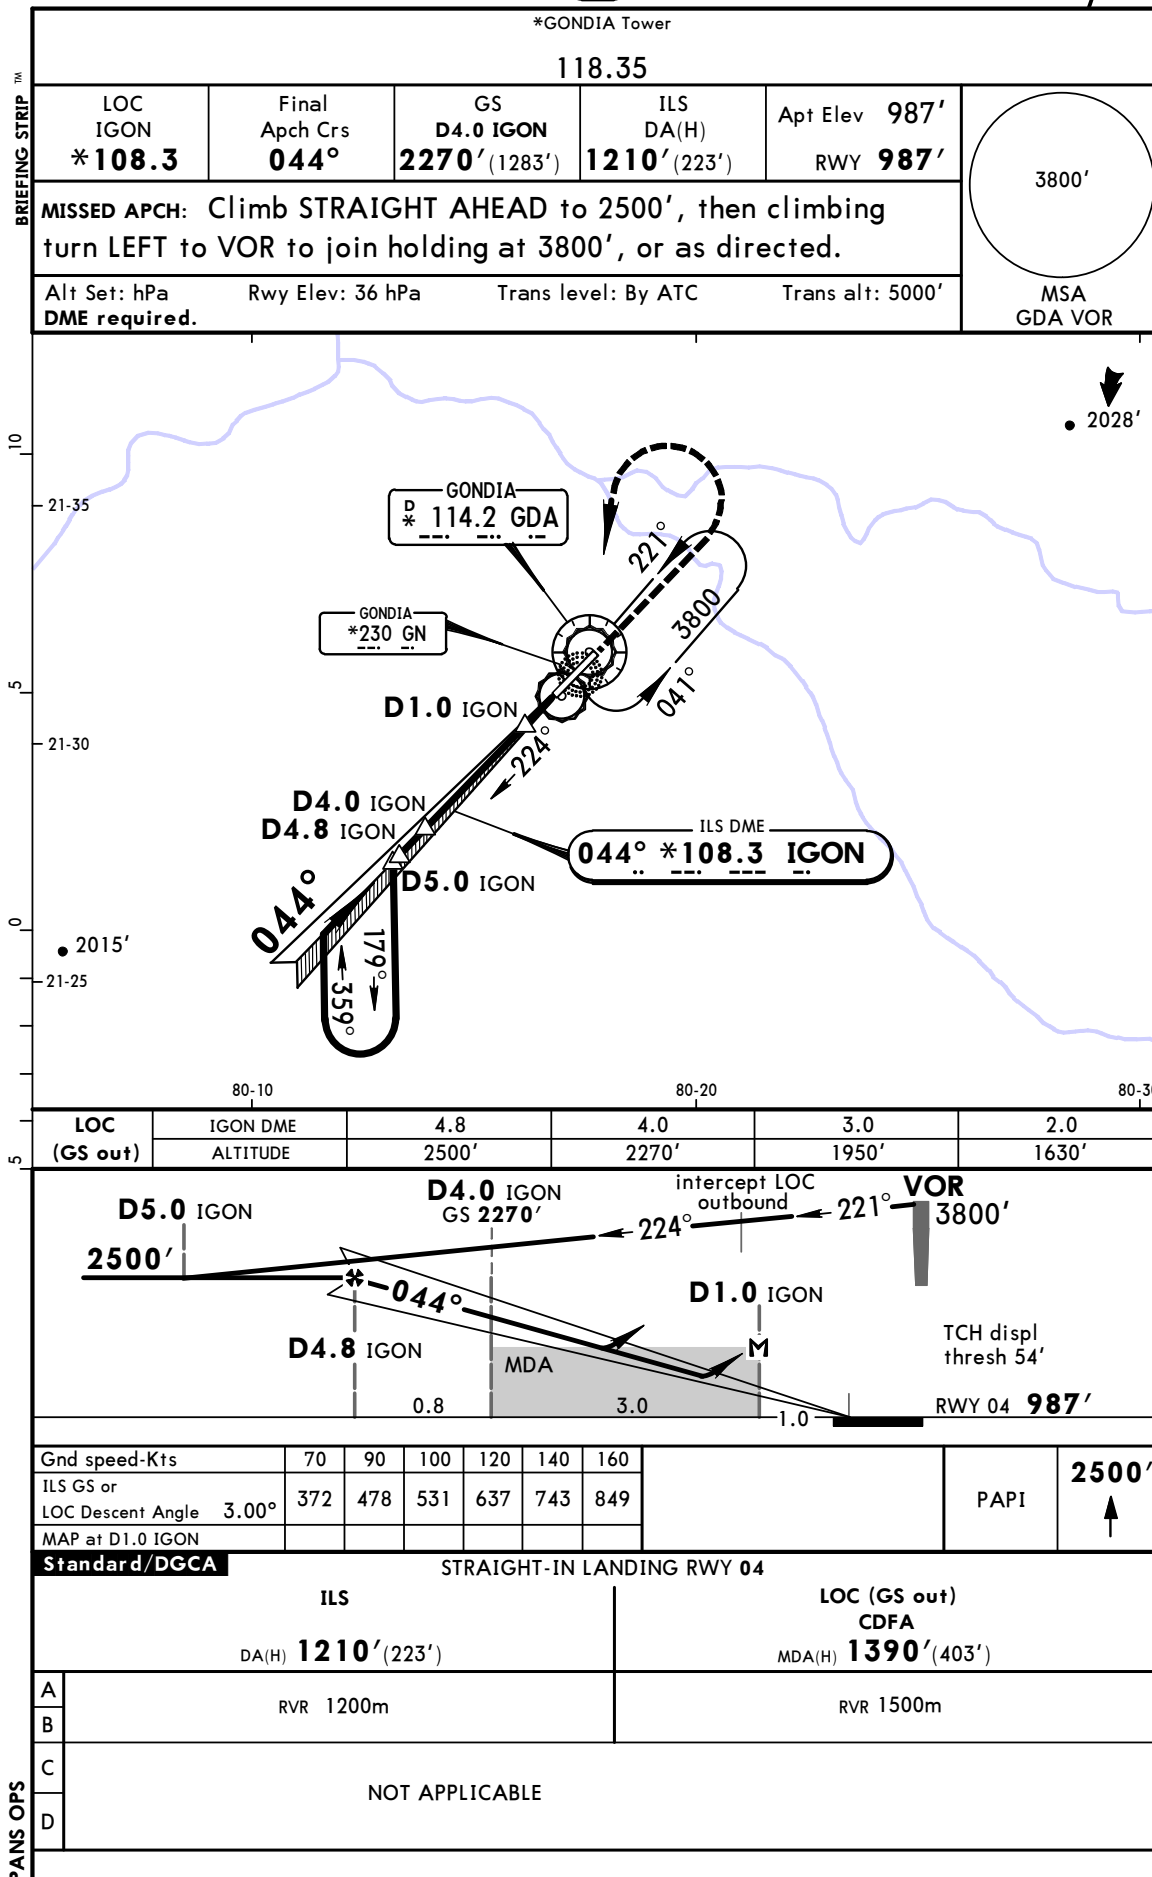 *GONDIA Tower
118.35
BRIEFING STRIP ™
LOC
IGON
*108.3
Final
Apch Crs
044°
GS
D4.0 IGON
2270'(1283')
ILS
DA(H)
1210'(223')
Apt Elev 987'
RWY 987'
3800'
MSA
GDA VOR
MISSED APCH: Climb STRAIGHT AHEAD to 2500', then climbing
turn LEFT to VOR to join holding at 3800', or as directed.
Alt Set: hPa Rwy Elev: 36 hPa Trans level: By ATC Trans alt: 5000'
DME required.
2028'
10
21-35
GONDIA
D
* 114.2 GDA
221°
GONDIA
*230 GN
3800
041°
5
D1.0 IGON
21-30
224°
D4.0 IGON
D4.8 IGON
ILS DME
044° *108.3 IGON
D5.0 IGON
044°
0
2015'
179°
359°
21-25
80-10
80-20
80-3
5
LOC
(GS out)
IGON DME 4.8 4.0 3.0 2.0
ALTITUDE 2500' 2270' 1950' 1630'
D5.0 IGON
D4.0 IGON
GS 2270'
intercept LOC
outbound
VOR
3800'
224°
221°
2500'
044°
D1.0 IGON
D4.8 IGON
M
MDA
TCH displ
thresh 54'
0.8
3.0
1.0
RWY 04 987'
Gnd speed-Kts 70 90 100 120 140 160
ILS GS or
LOC Descent Angle 3.00° 372 478 531 637 743 849
MAP at D1.0 IGON
PAPI
2500'
Standard/DGCA
STRAIGHT-IN LANDING RWY 04
ILS
DA(H) 1210'(223')
LOC (GS out)
CDFA
MDA(H) 1390'(403')
A
B
RVR 1200m
RVR 1500m
C
D
NOT APPLICABLE
PANS OPS